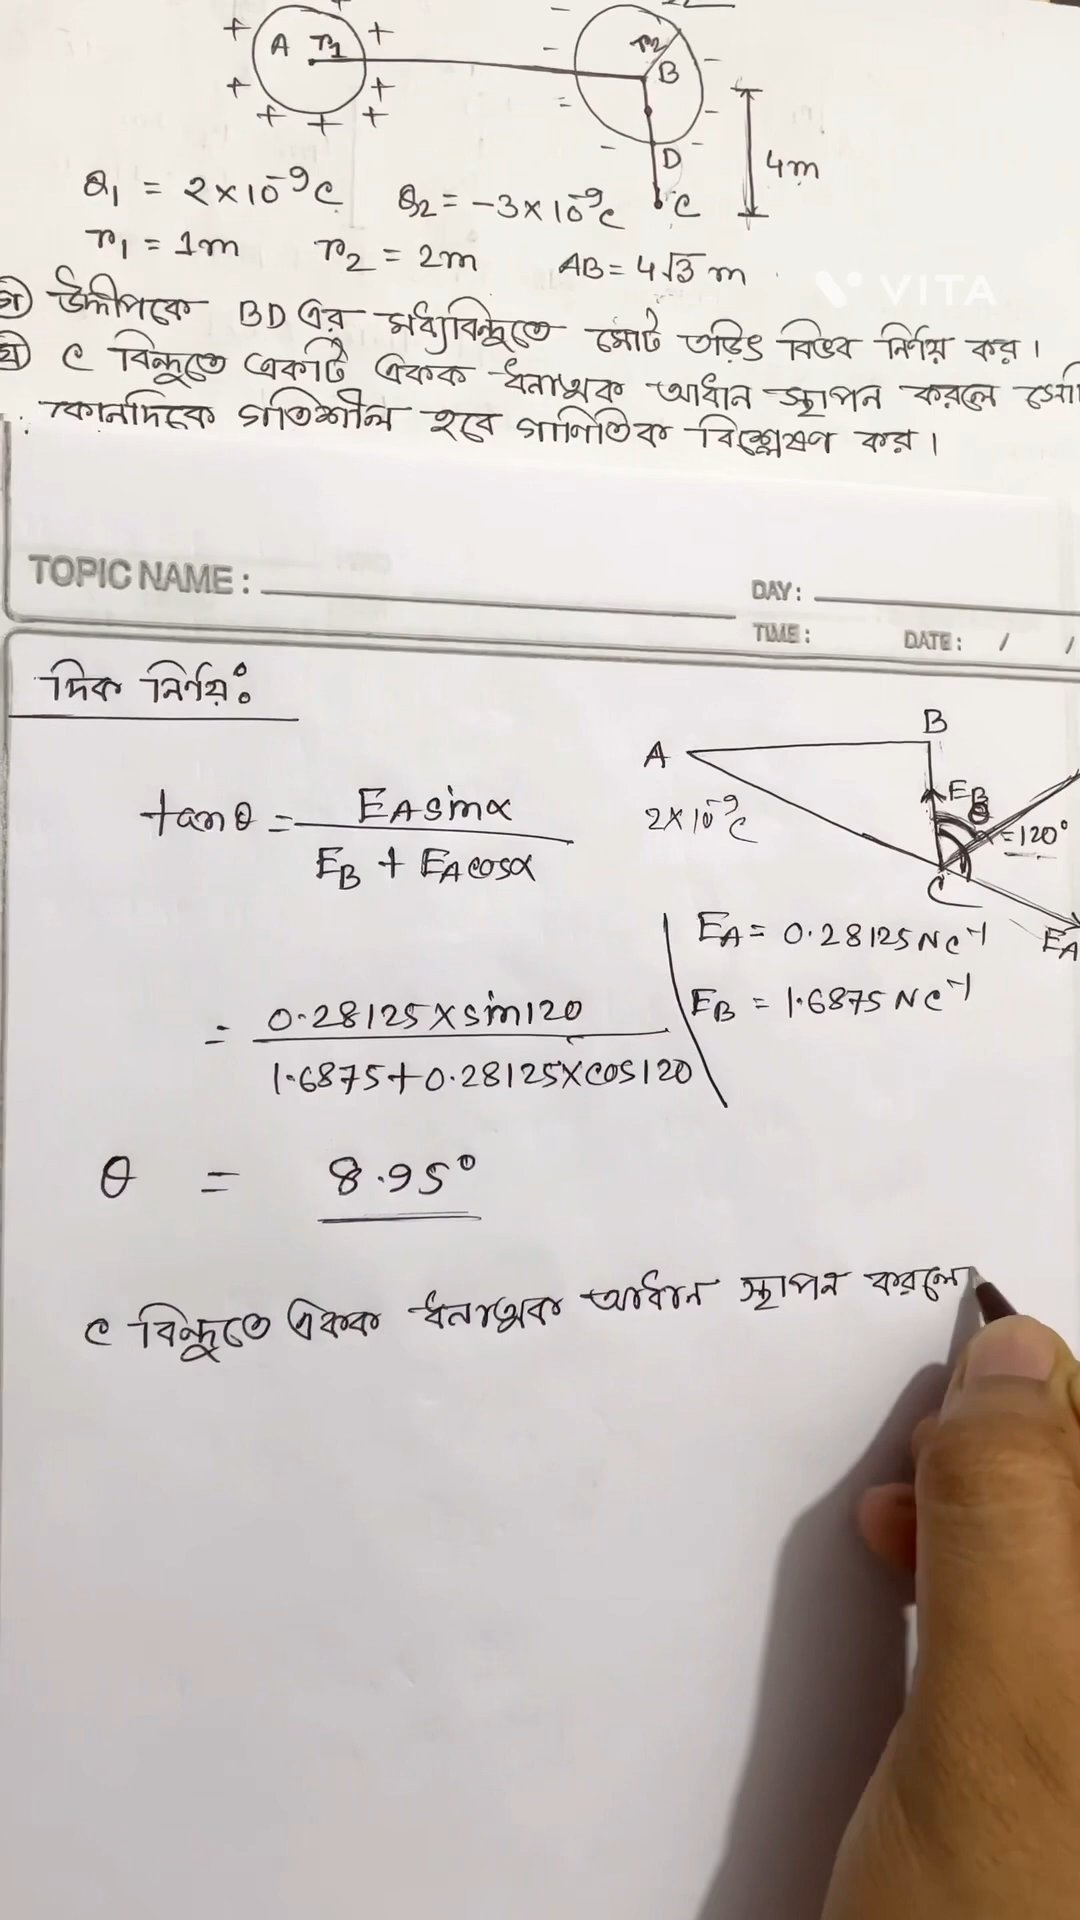 A r₁ r₂ B
D
4m
C
Q₁ = 2×10⁻⁹C Q₂ = -3×10⁻⁹C
r₁ = 1m r₂ = 2m AB = 4√3 m
VITA
গ) উদ্দীপকে BD এর মধ্যবিন্দুতে মোট তড়িৎ বিভব নির্ণয় কর।
ঘ) C বিন্দুতে একটি একক ধনাত্মক আধান স্থাপন করলে
কোনদিকে গতিশীল হবে গাণিতিক বিশ্লেষণ কর।
TOPIC NAME :
DAY :
TIME : DATE : / /
দিক নির্ণয়ঃ
A B
2×10⁻⁹C
E_B
θ
α=120°
C
E_A
tanθ = E_A sinα / E_B + E_A cosα
E_A = 0.28125 NC⁻¹
E_B = 1.6875 NC⁻¹
= 0.28125×sin120 / 1.6875+0.28125×cos120
θ = 8.95°
C বিন্দুতে একক ধনাত্মক আধান স্থাপন করলে